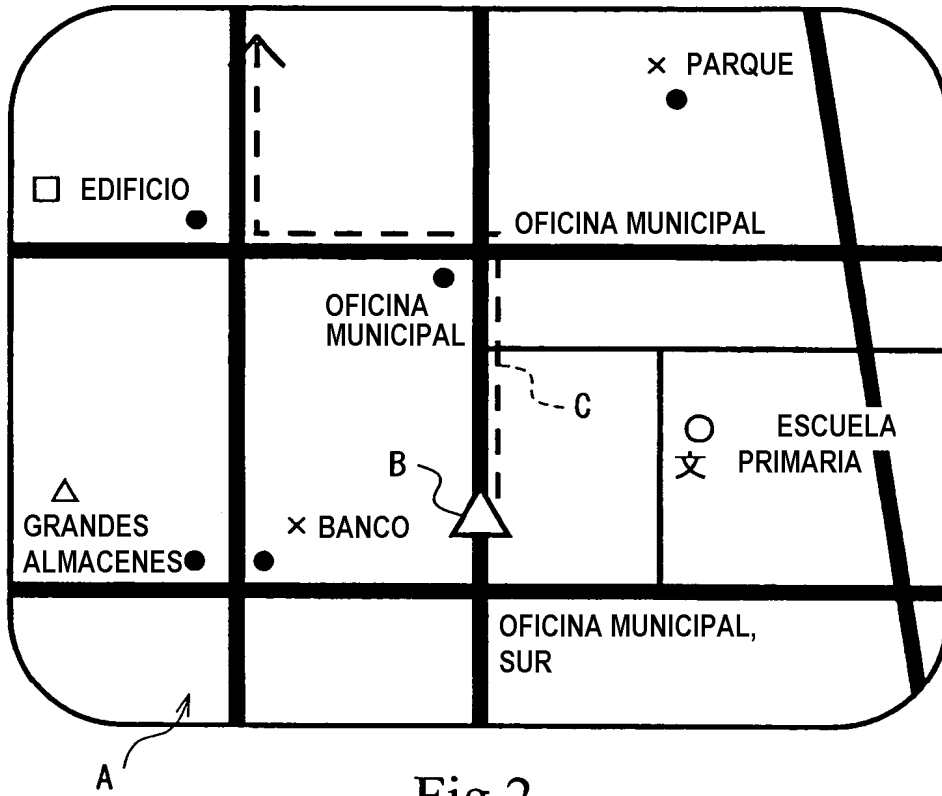 × PARQUE
□ EDIFICIO
OFICINA MUNICIPAL
OFICINA
MUNICIPAL
C
ESCUELA
文 PRIMARIA
B
△
GRANDES
ALMACENES
× BANCO
OFICINA MUNICIPAL,
SUR
A
Fig.2